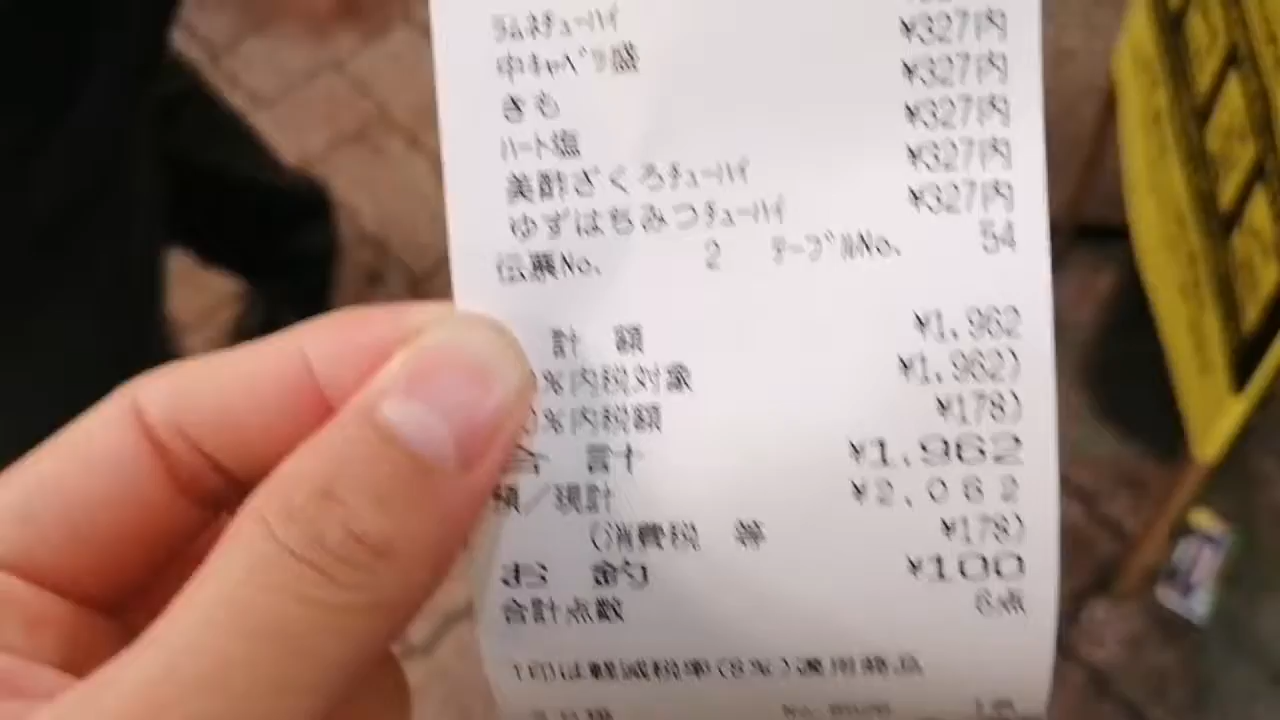 ラムネチューハイ ¥327内
中キャベツ盛 ¥327内
きも ¥327内
ハート塩 ¥327内
美酢ざくろチューハイ ¥327内
ゆずはちみつチューハイ
伝票No. 2 テーブルNo. 54
計 額 ¥1,962
%内税対象 ¥1,962)
%内税額 ¥178)
合 計 ¥1,962
預/現計 ¥2,062
(消費税 等 ¥178)
お 釣 ¥100
合計点数 6点
印は軽減税率(8%)適用商品